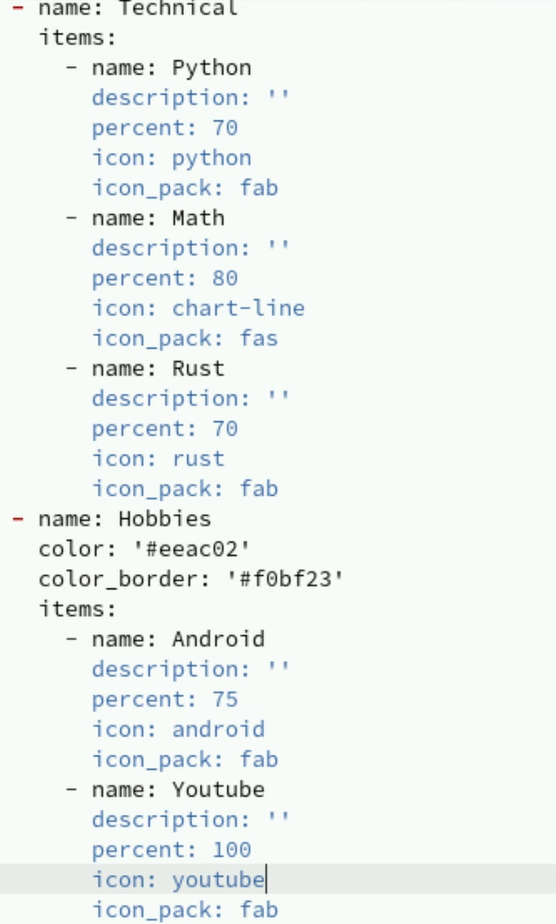 - name: Technical
  items:
    - name: Python
      description: ''
      percent: 70
      icon: python
      icon_pack: fab
    - name: Math
      description: ''
      percent: 80
      icon: chart-line
      icon_pack: fas
    - name: Rust
      description: ''
      percent: 70
      icon: rust
      icon_pack: fab
- name: Hobbies
  color: '#eeac02'
  color_border: '#f0bf23'
  items:
    - name: Android
      description: ''
      percent: 75
      icon: android
      icon_pack: fab
    - name: Youtube
      description: ''
      percent: 100
      icon: youtube
      icon_pack: fab